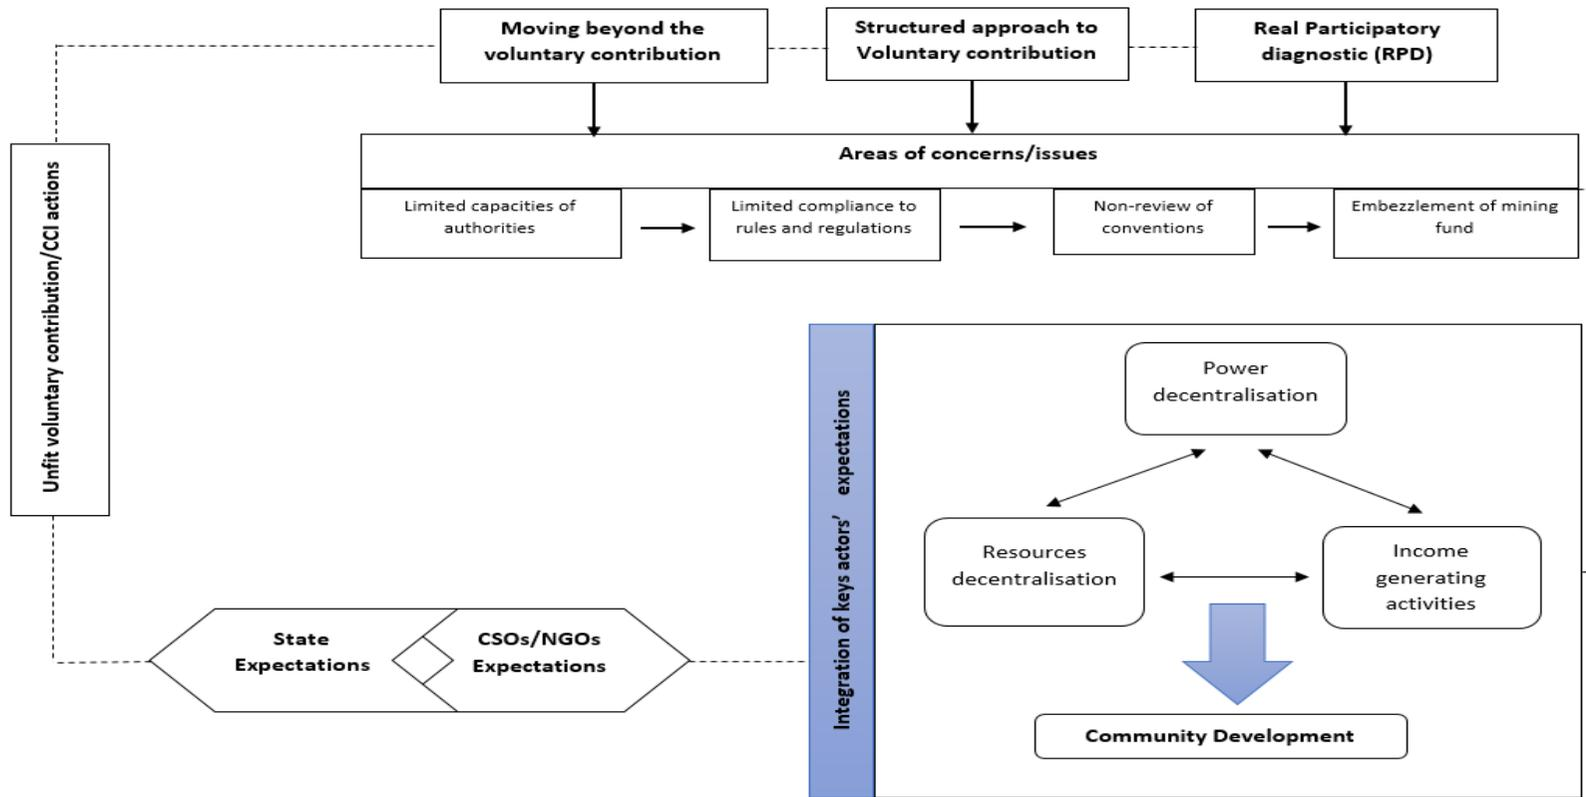 Moving beyond the
voluntary contribution
Structured approach to
Voluntary contribution
Real Participatory
diagnostic (RPD)
Areas of concerns/issues
Limited capacities of
authorities
Limited compliance to
rules and regulations
Non-review of
conventions
Embezzlement of mining
fund
Unfit voluntary contribution/CCI actions
State
Expectations
CSOs/NGOs
Expectations
Integration of keys actors' expectations
Power
decentralisation
Resources
decentralisation
Income
generating
activities
Community Development